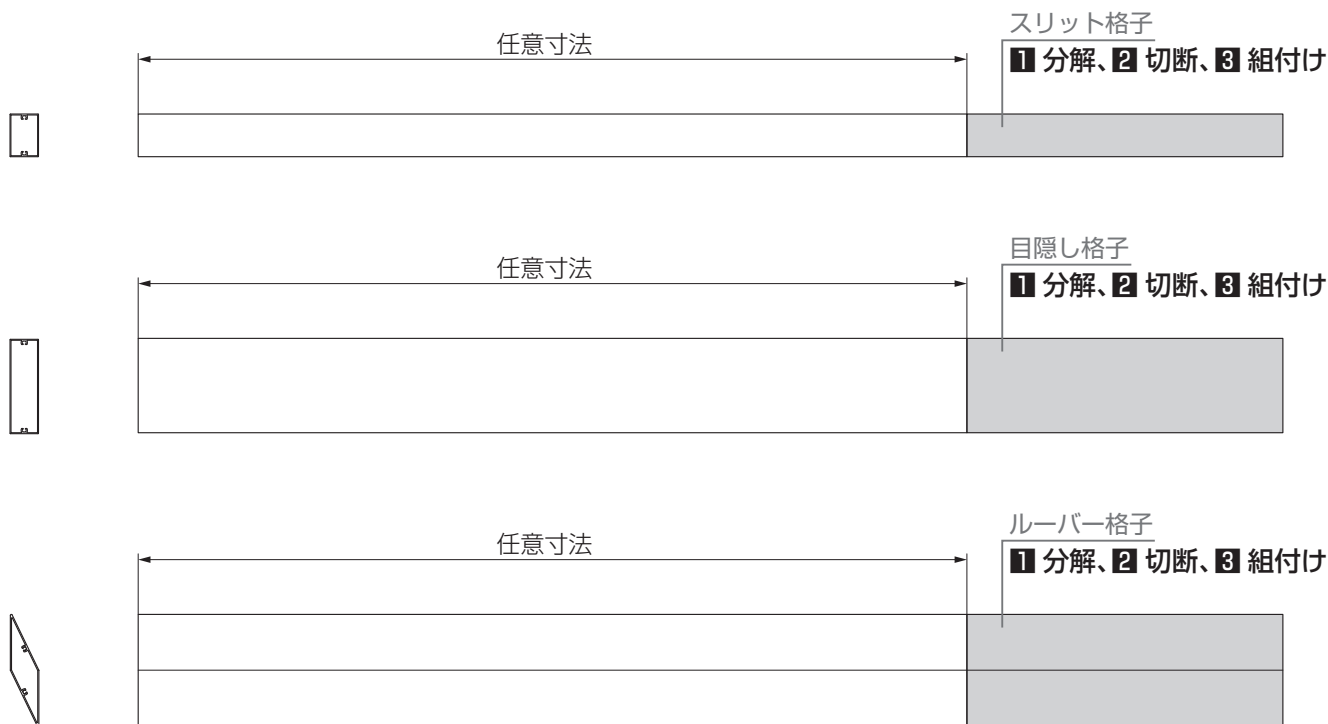 スリット格子
任意寸法
1 分解、2 切断、3 組付け
目隠し格子
任意寸法
1 分解、2 切断、3 組付け
ルーバー格子
任意寸法
1 分解、2 切断、3 組付け